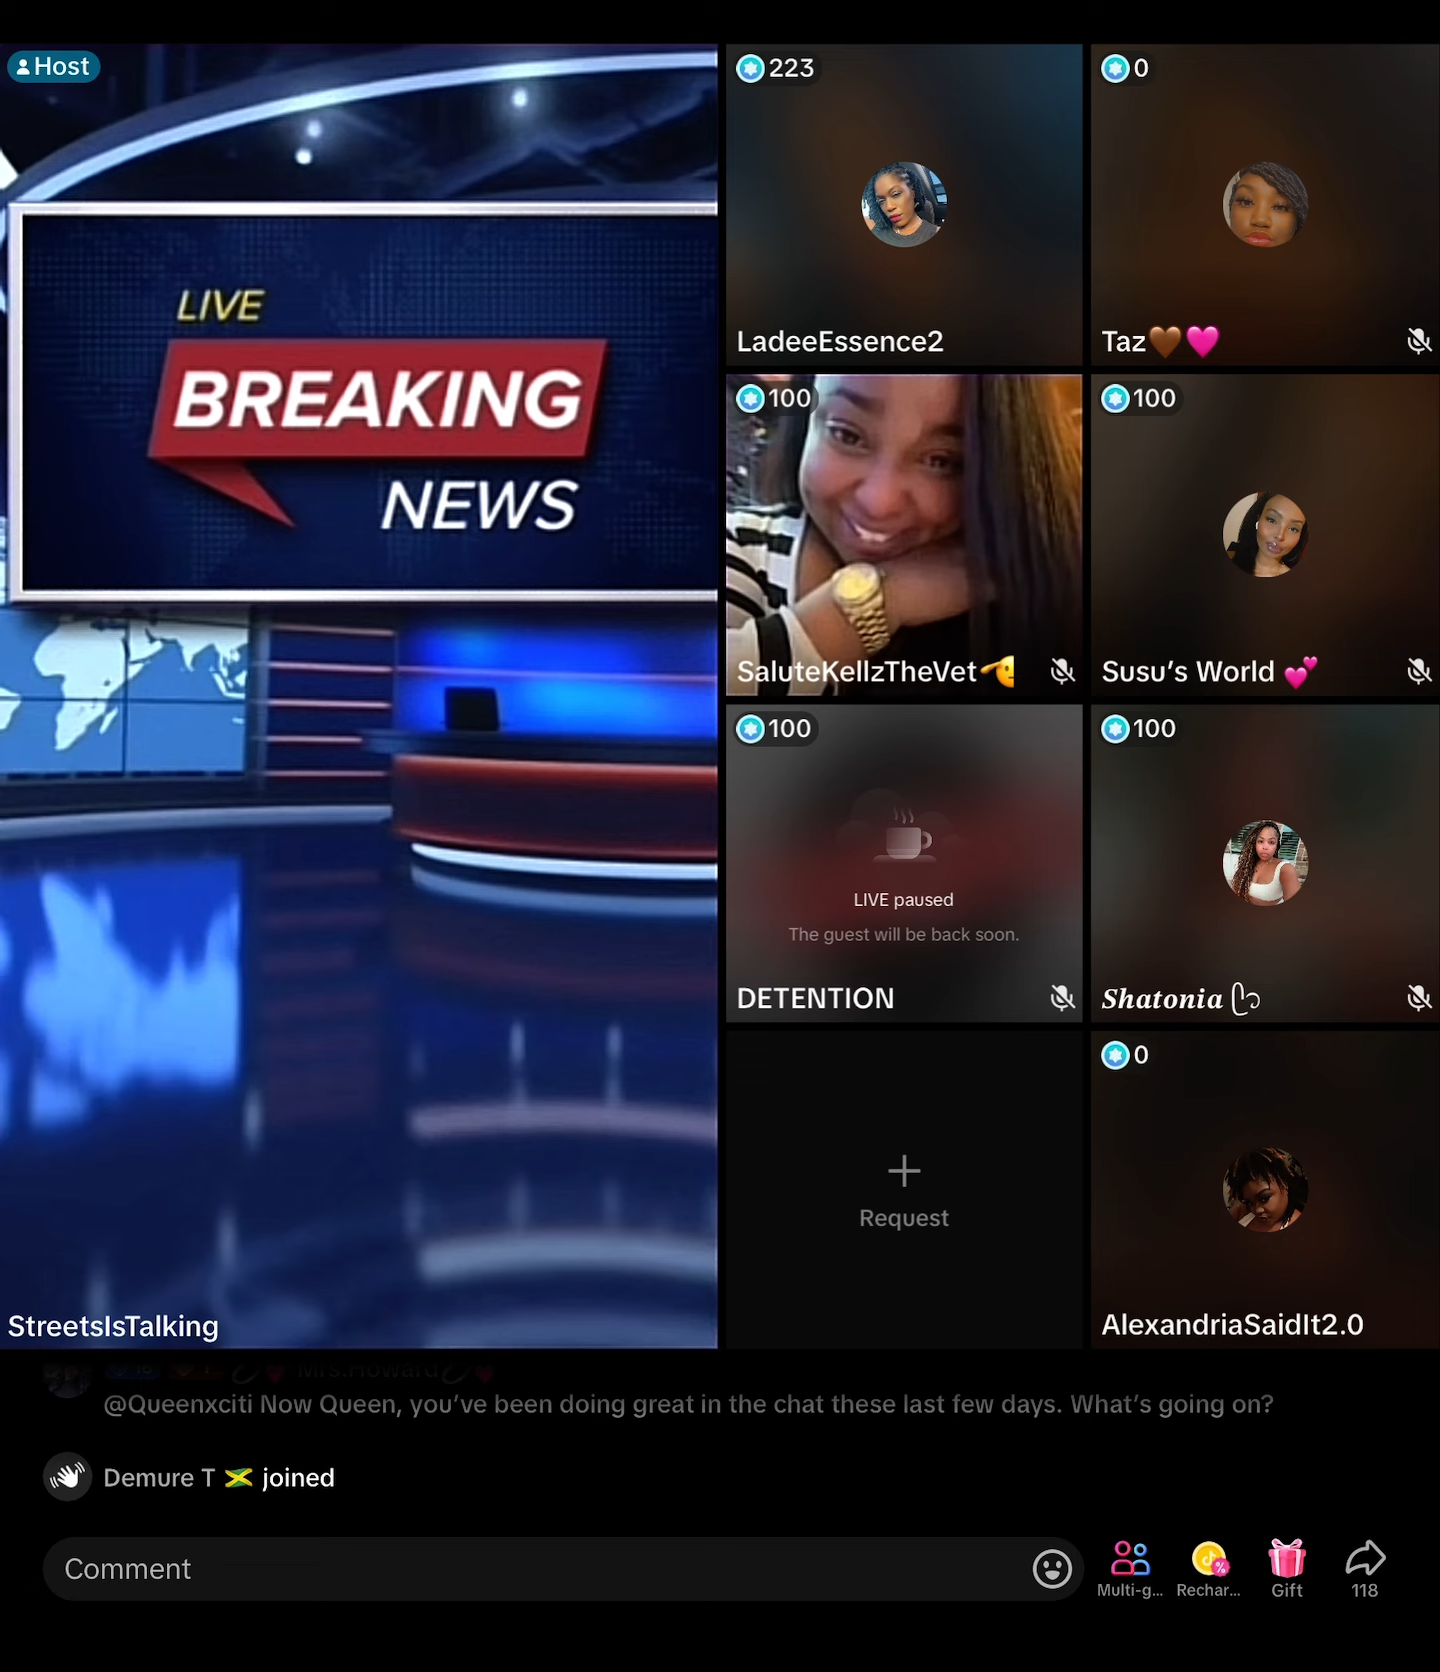 Host
LIVE
BREAKING
NEWS
StreetsIsTalking
223
LadeeEssence2
0
Taz🤎🩷
100
SaluteKellzTheVet
100
Susu’s World 💕
100
LIVE paused
The guest will be back soon.
DETENTION
100
Shatonia
Request
0
AlexandriaSaidIt2.0
Mrs.Howard
@Queenxciti Now Queen, you’ve been doing great in the chat these last few days. What’s going on?
Demure T 🇯🇲 joined
Comment
Multi-g...
Rechar...
Gift
118